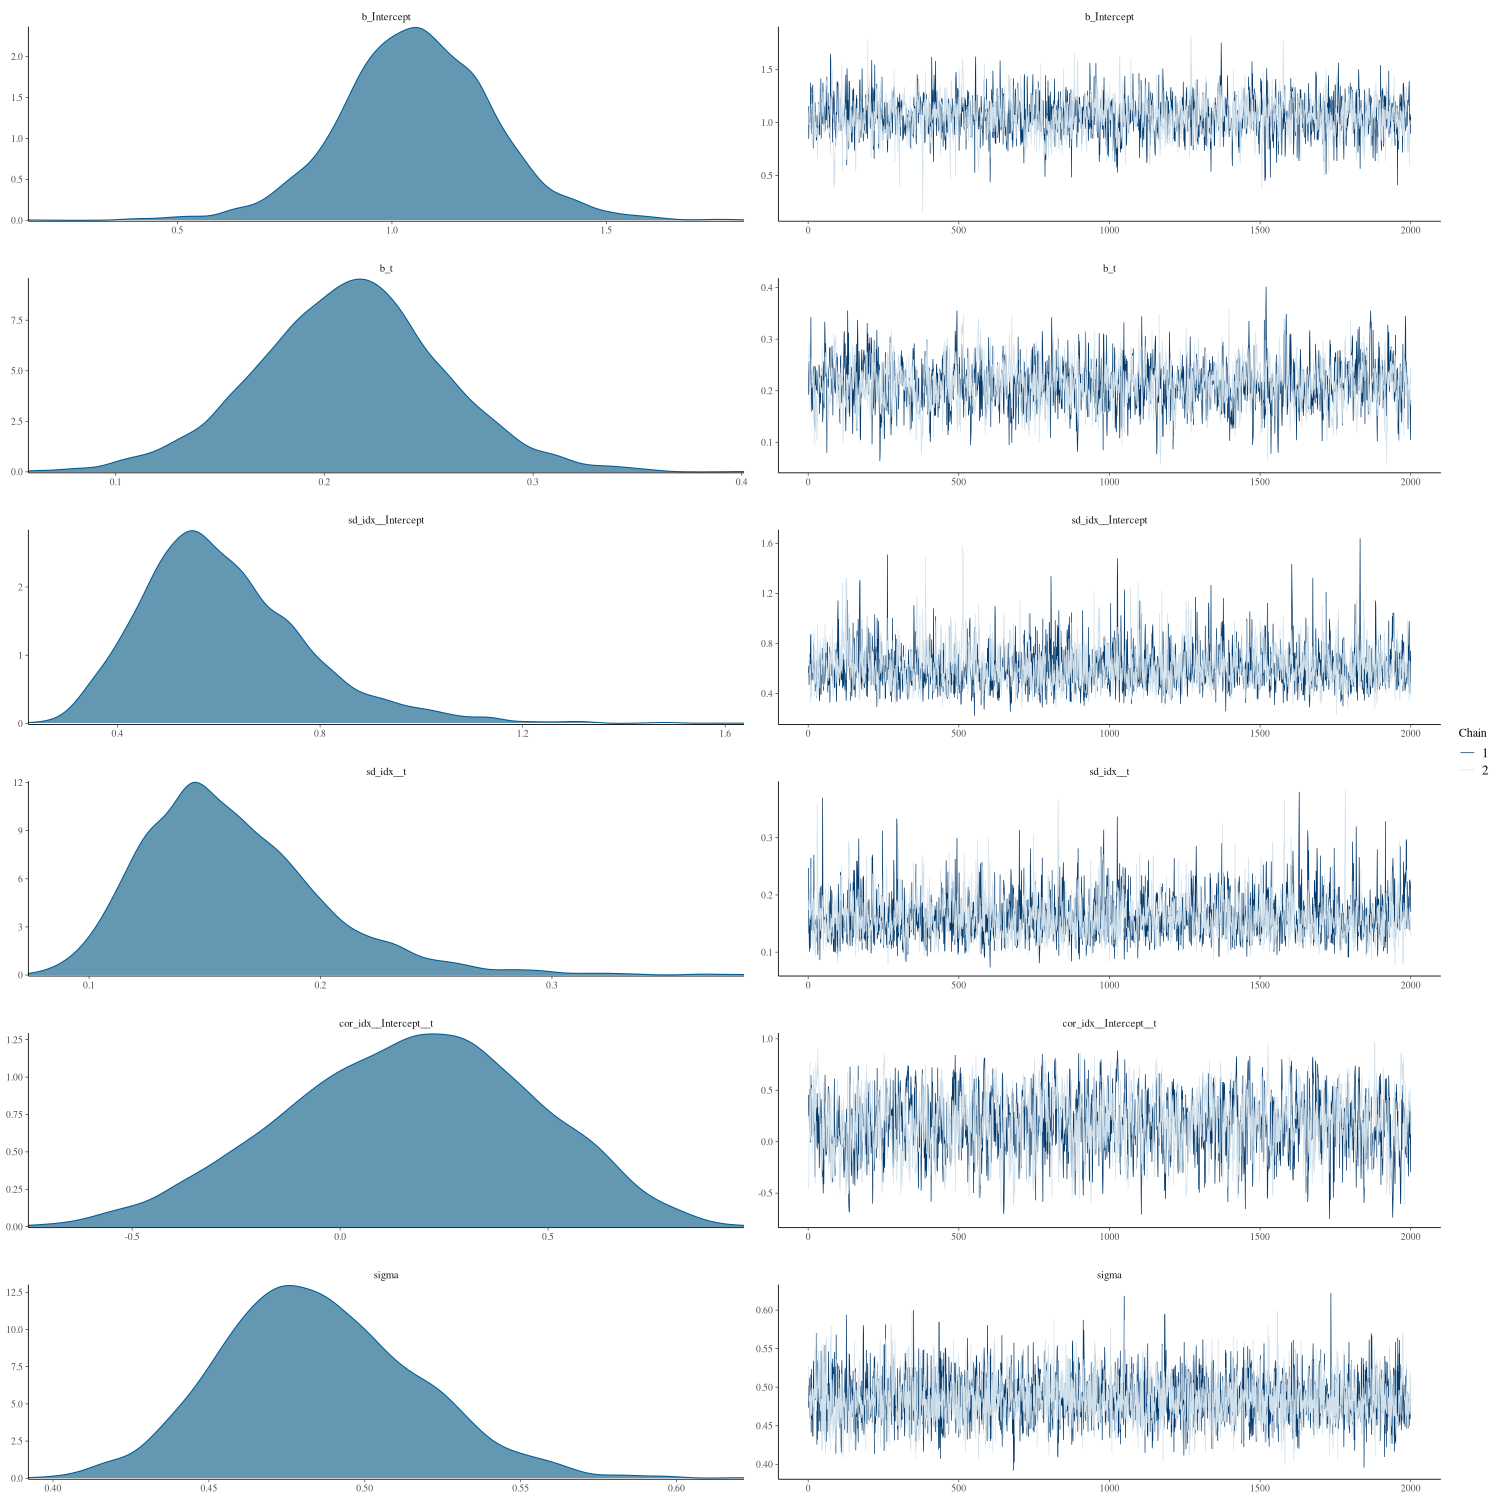 b_Intercept
2.0
1.5
1.0
0.5
0.0
0.5 1.0 1.5
b_Intercept
1.5
1.0
0.5
0 500 1000 1500 2000
b_t
7.5
5.0
2.5
0.0
0.1 0.2 0.3 0.4
b_t
0.4
0.3
0.2
0.1
0 500 1000 1500 2000
sd_idx__Intercept
2
1
0
0.4 0.8 1.2 1.6
sd_idx__Intercept
1.6
1.2
0.8
0.4
0 500 1000 1500 2000
Chain
1
2
sd_idx__t
12
9
6
3
0
0.1 0.2 0.3
sd_idx__t
0.3
0.2
0.1
0 500 1000 1500 2000
cor_idx__Intercept__t
1.25
1.00
0.75
0.50
0.25
0.00
-0.5 0.0 0.5
cor_idx__Intercept__t
1.0
0.5
0.0
-0.5
0 500 1000 1500 2000
sigma
12.5
10.0
7.5
5.0
2.5
0.0
0.40 0.45 0.50 0.55 0.60
sigma
0.60
0.55
0.50
0.45
0.40
0 500 1000 1500 2000